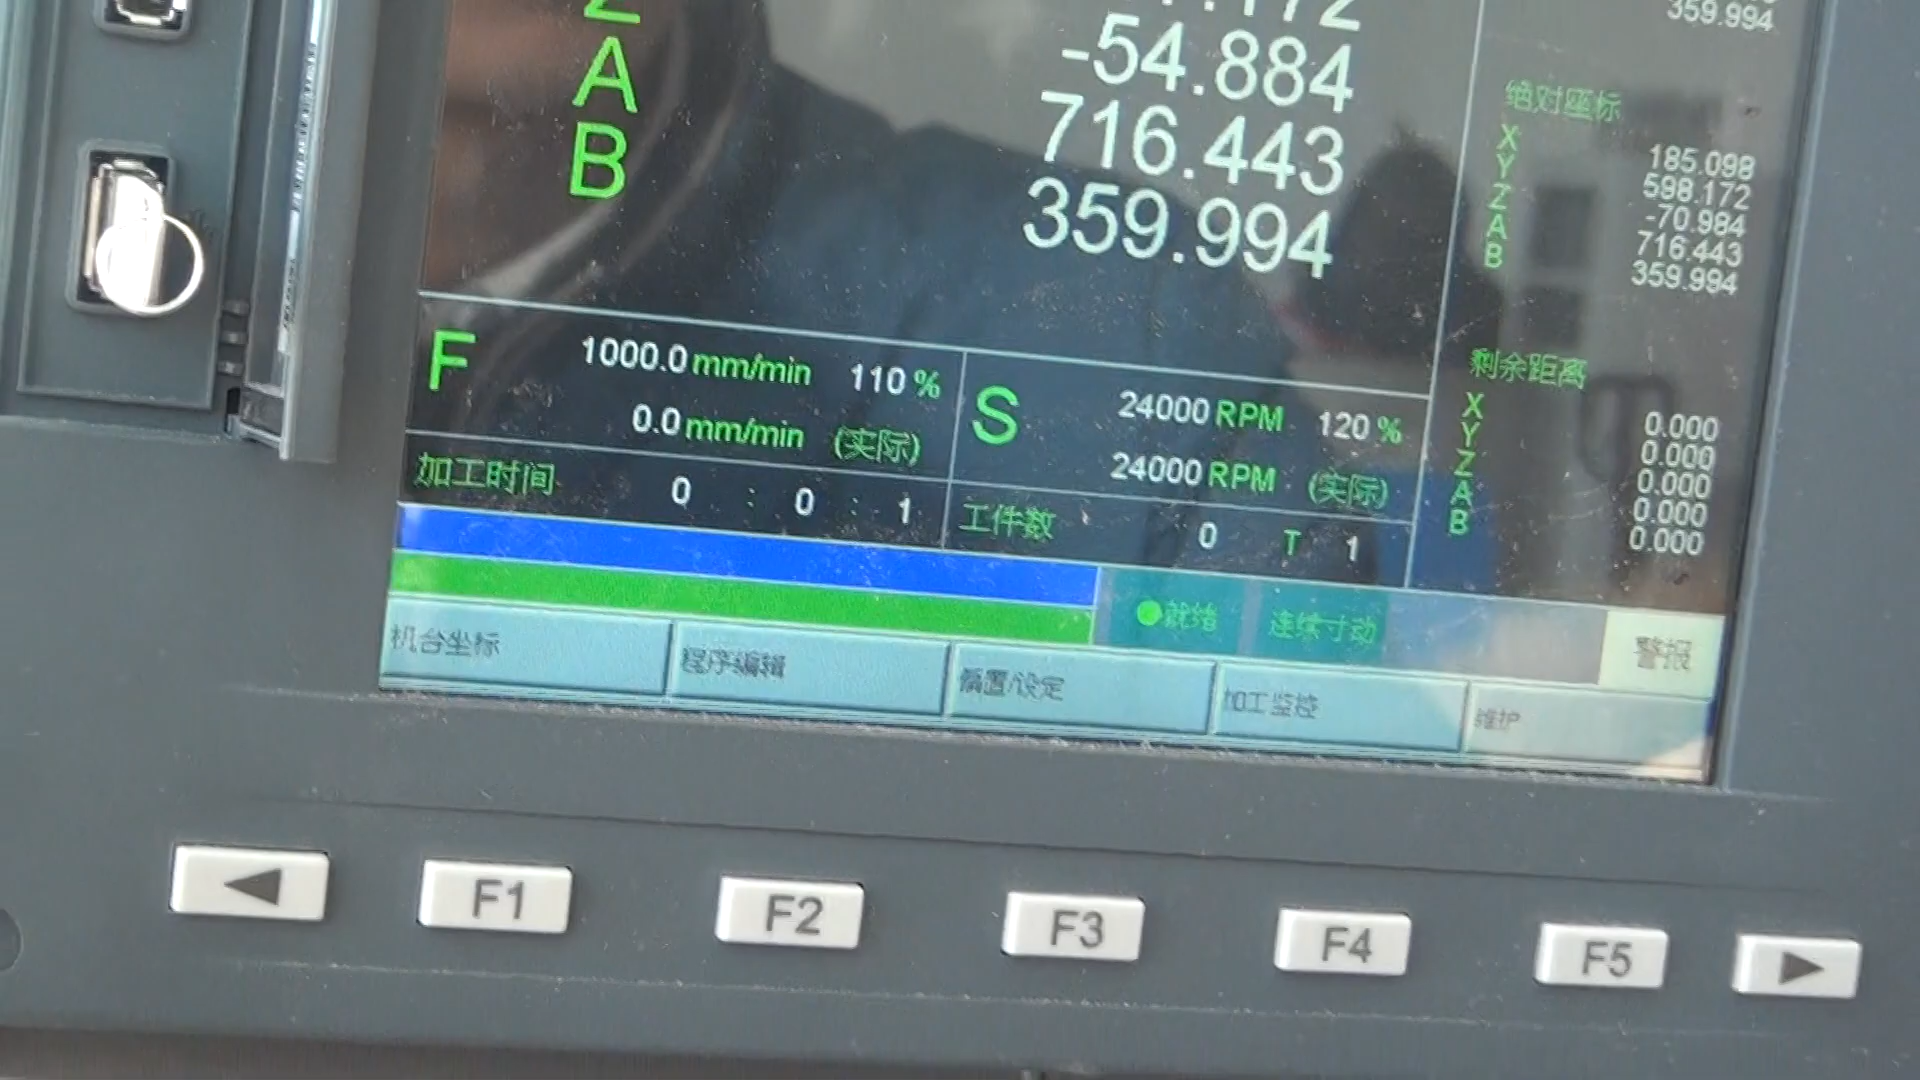 Z
A -54.884
B 716.443
359.994
359.994
绝对座标
X 185.098
Y 598.172
Z -70.984
A 716.443
B 359.994
剩余距离
X 0.000
Y 0.000
Z 0.000
A 0.000
B 0.000
F 1000.0 mm/min 110 %
0.0 mm/min (实际)
S 24000 RPM 120 %
24000 RPM (实际)
加工时间 0 : 0 : 1
工件数 0 T 1
就绪 连续寸动 警报
机台坐标 程序编辑 偏置/设定 加工监控 维护
F1 F2 F3 F4 F5